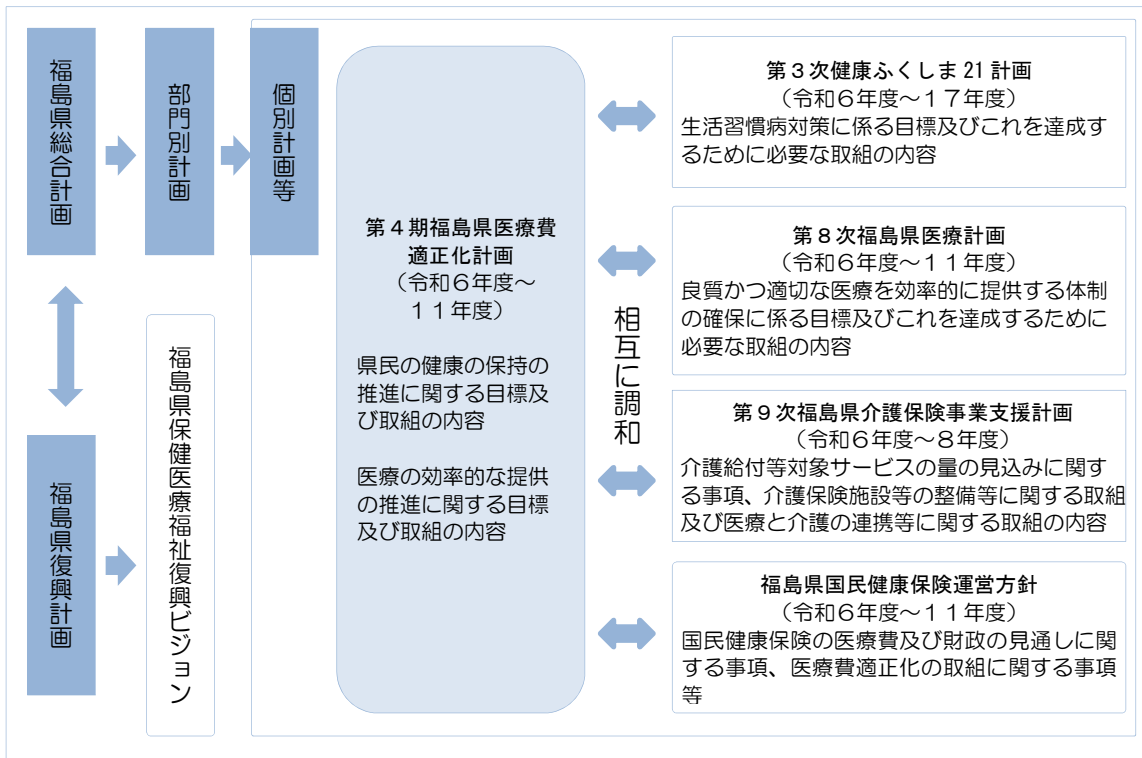 福島県総合計画
部門別計画
個別計画等
福島県復興計画
福島県保健医療福祉復興ビジョン
第4期福島県医療費
適正化計画
(令和6年度~
11年度)
県民の健康の保持の
推進に関する目標及
び取組の内容
医療の効率的な提供
の推進に関する目標
及び取組の内容
相互に調和
第3次健康ふくしま21計画
(令和6年度~17年度)
生活習慣病対策に係る目標及びこれを達成す
るために必要な取組の内容
第8次福島県医療計画
(令和6年度~11年度)
良質かつ適切な医療を効率的に提供する体制
の確保に係る目標及びこれを達成するために
必要な取組の内容
第9次福島県介護保険事業支援計画
(令和6年度~8年度)
介護給付等対象サービスの量の見込みに関す
る事項、介護保険施設等の整備等に関する取組
及び医療と介護の連携等に関する取組の内容
福島県国民健康保険運営方針
(令和6年度~11年度)
国民健康保険の医療費及び財政の見通しに関
する事項、医療費適正化の取組に関する事項
等